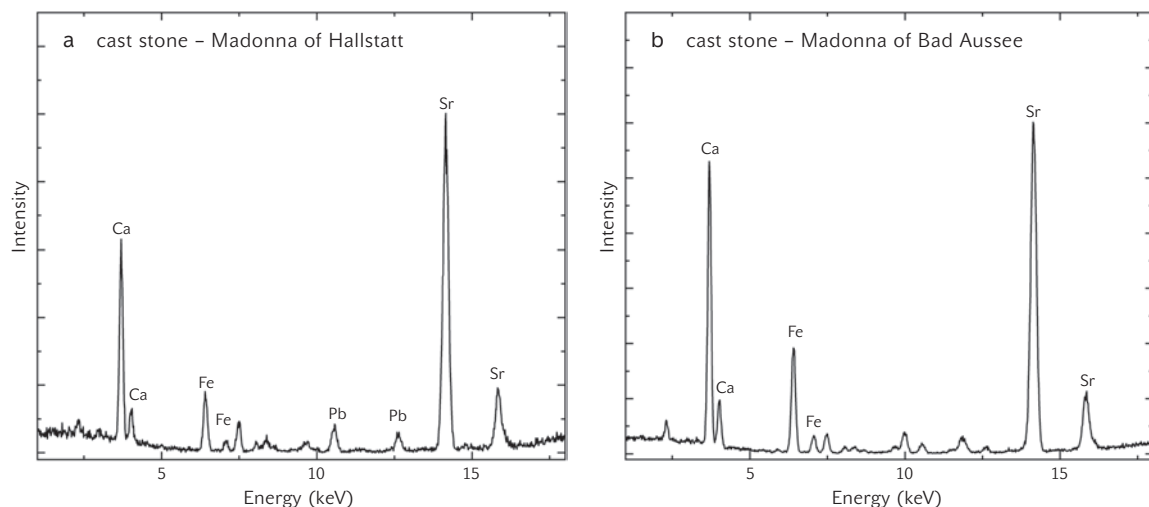 a cast stone – Madonna of Hallstatt
Sr
Ca
Ca
Fe
Fe
Pb
Pb
Sr
Intensity
5
10
15
Energy (keV)
b cast stone – Madonna of Bad Aussee
Sr
Ca
Fe
Ca
Fe
Sr
Intensity
5
10
15
Energy (keV)